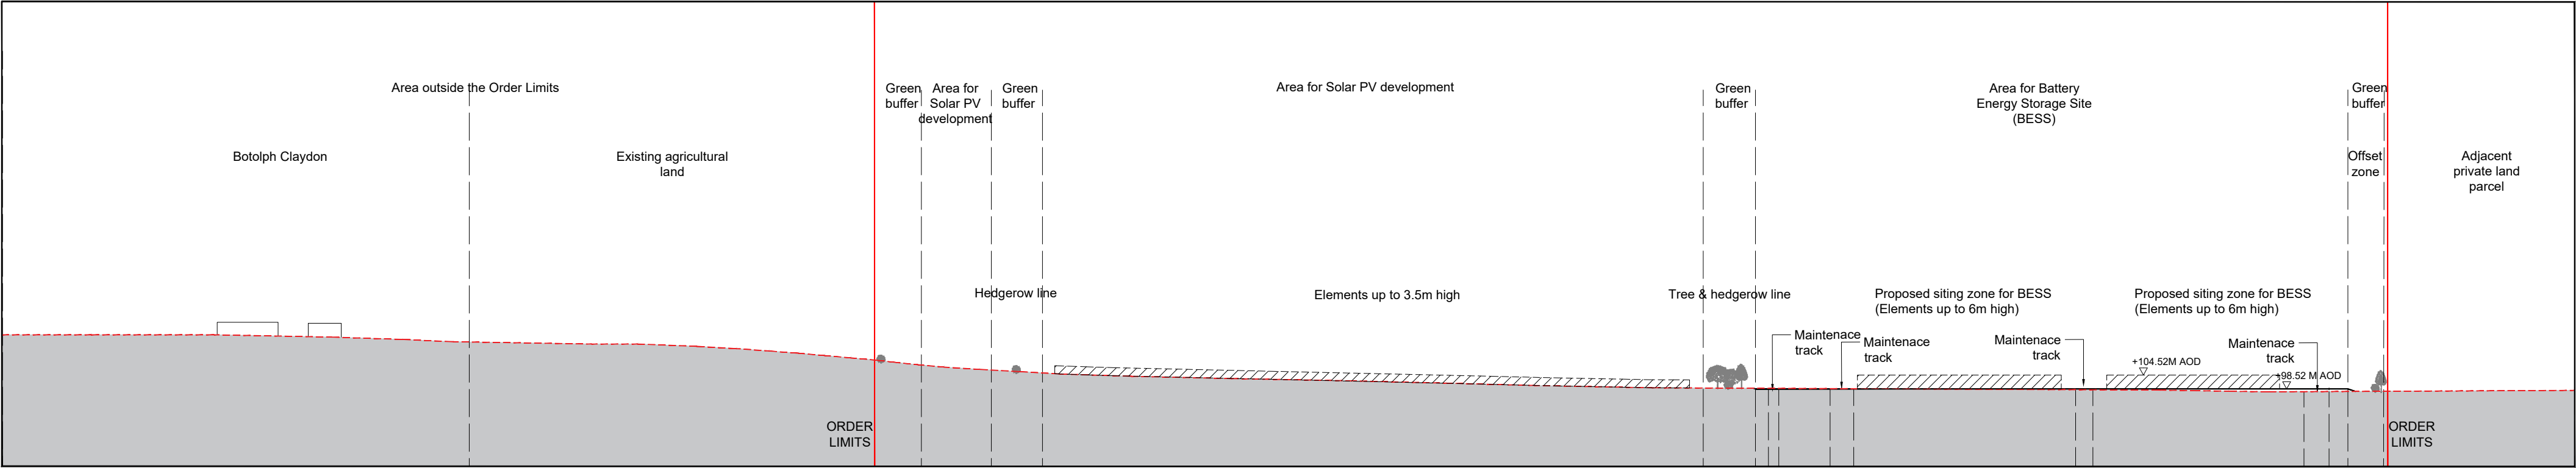 Area outside the Order Limits
Botolph Claydon
Existing agricultural
land
Green
buffer
Area for
Solar PV
development
Green
buffer
Area for Solar PV development
Green
buffer
Area for Battery
Energy Storage Site
(BESS)
Green
buffer
Offset
zone
Adjacent
private land
parcel
Hedgerow line
Elements up to 3.5m high
Tree & hedgerow line
Proposed siting zone for BESS
(Elements up to 6m high)
Proposed siting zone for BESS
(Elements up to 6m high)
Maintenace
track
Maintenace
track
Maintenace
track
Maintenace
track
+104.52M AOD
+98.52 M AOD
ORDER
LIMITS
ORDER
LIMITS